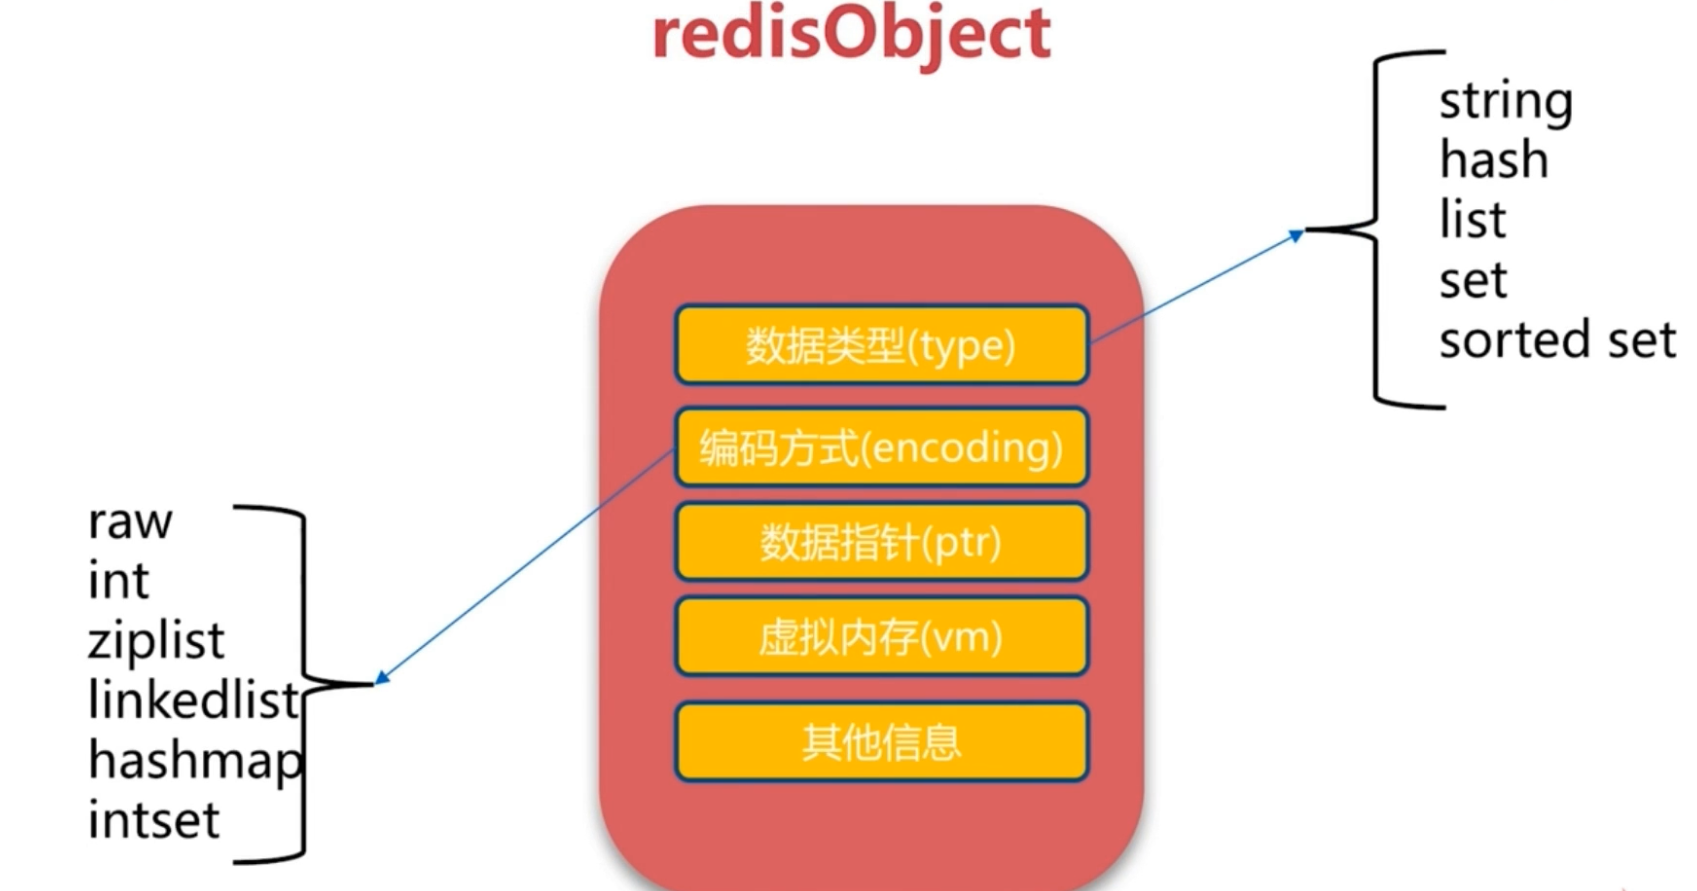 redisObject
string
hash
list
set
sorted set
数据类型(type)
编码方式(encoding)
数据指针(ptr)
虚拟内存(vm)
其他信息
raw
int
ziplist
linkedlist
hashmap
intset